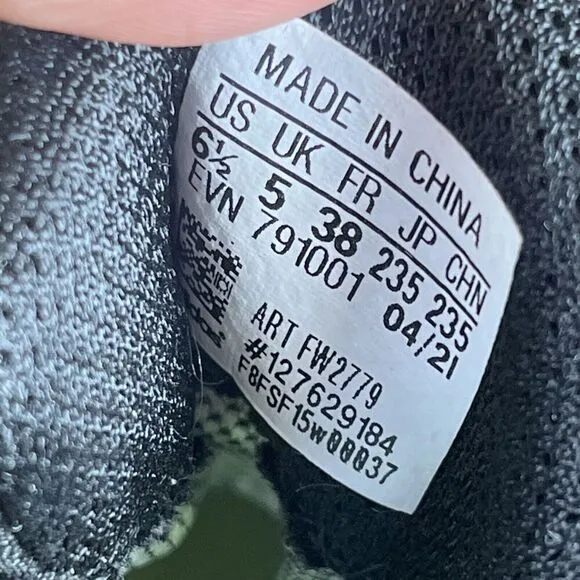 MADE IN CHINA
US UK FR JP CHN
6½ 5 38 235 235
EVN 791001 04/21
ART FW2779
#127629184
F8FSF15W00037